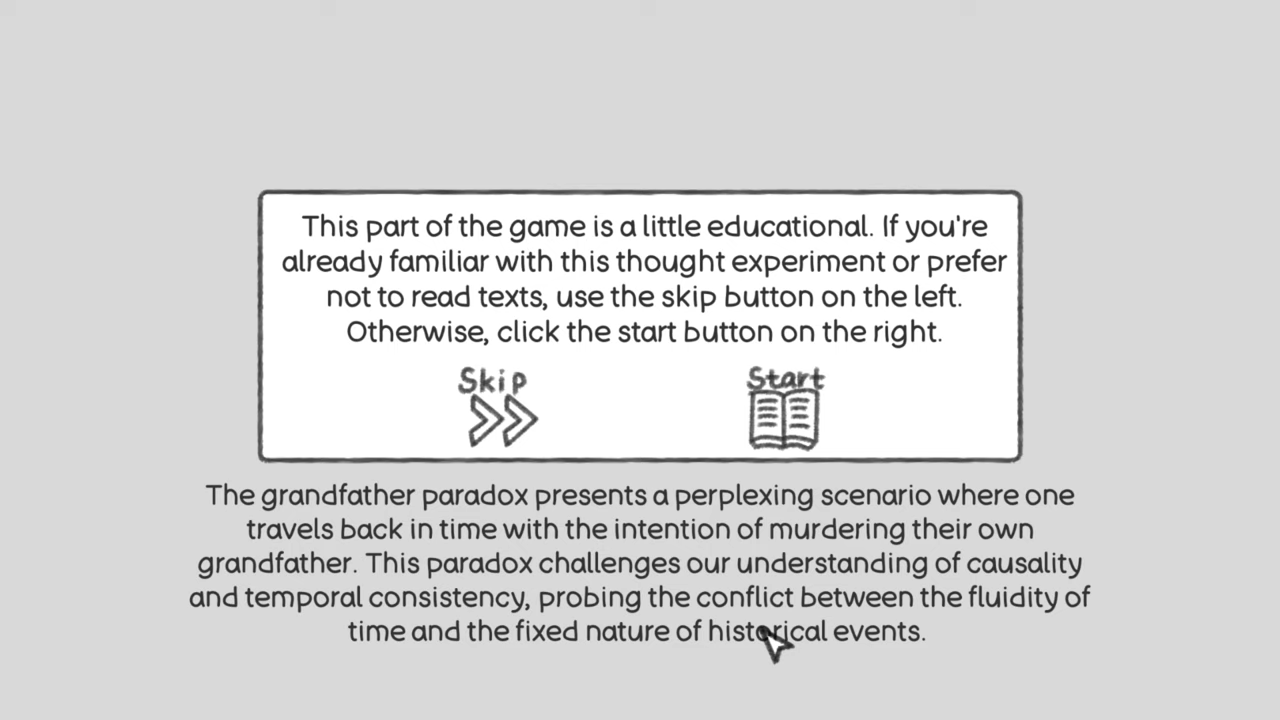 This part of the game is a little educational. If you're
already familiar with this thought experiment or prefer
not to read texts, use the skip button on the left.
Otherwise, click the start button on the right.
Skip
Start
The grandfather paradox presents a perplexing scenario where one
travels back in time with the intention of murdering their own
grandfather. This paradox challenges our understanding of causality
and temporal consistency, probing the conflict between the fluidity of
time and the fixed nature of historical events.